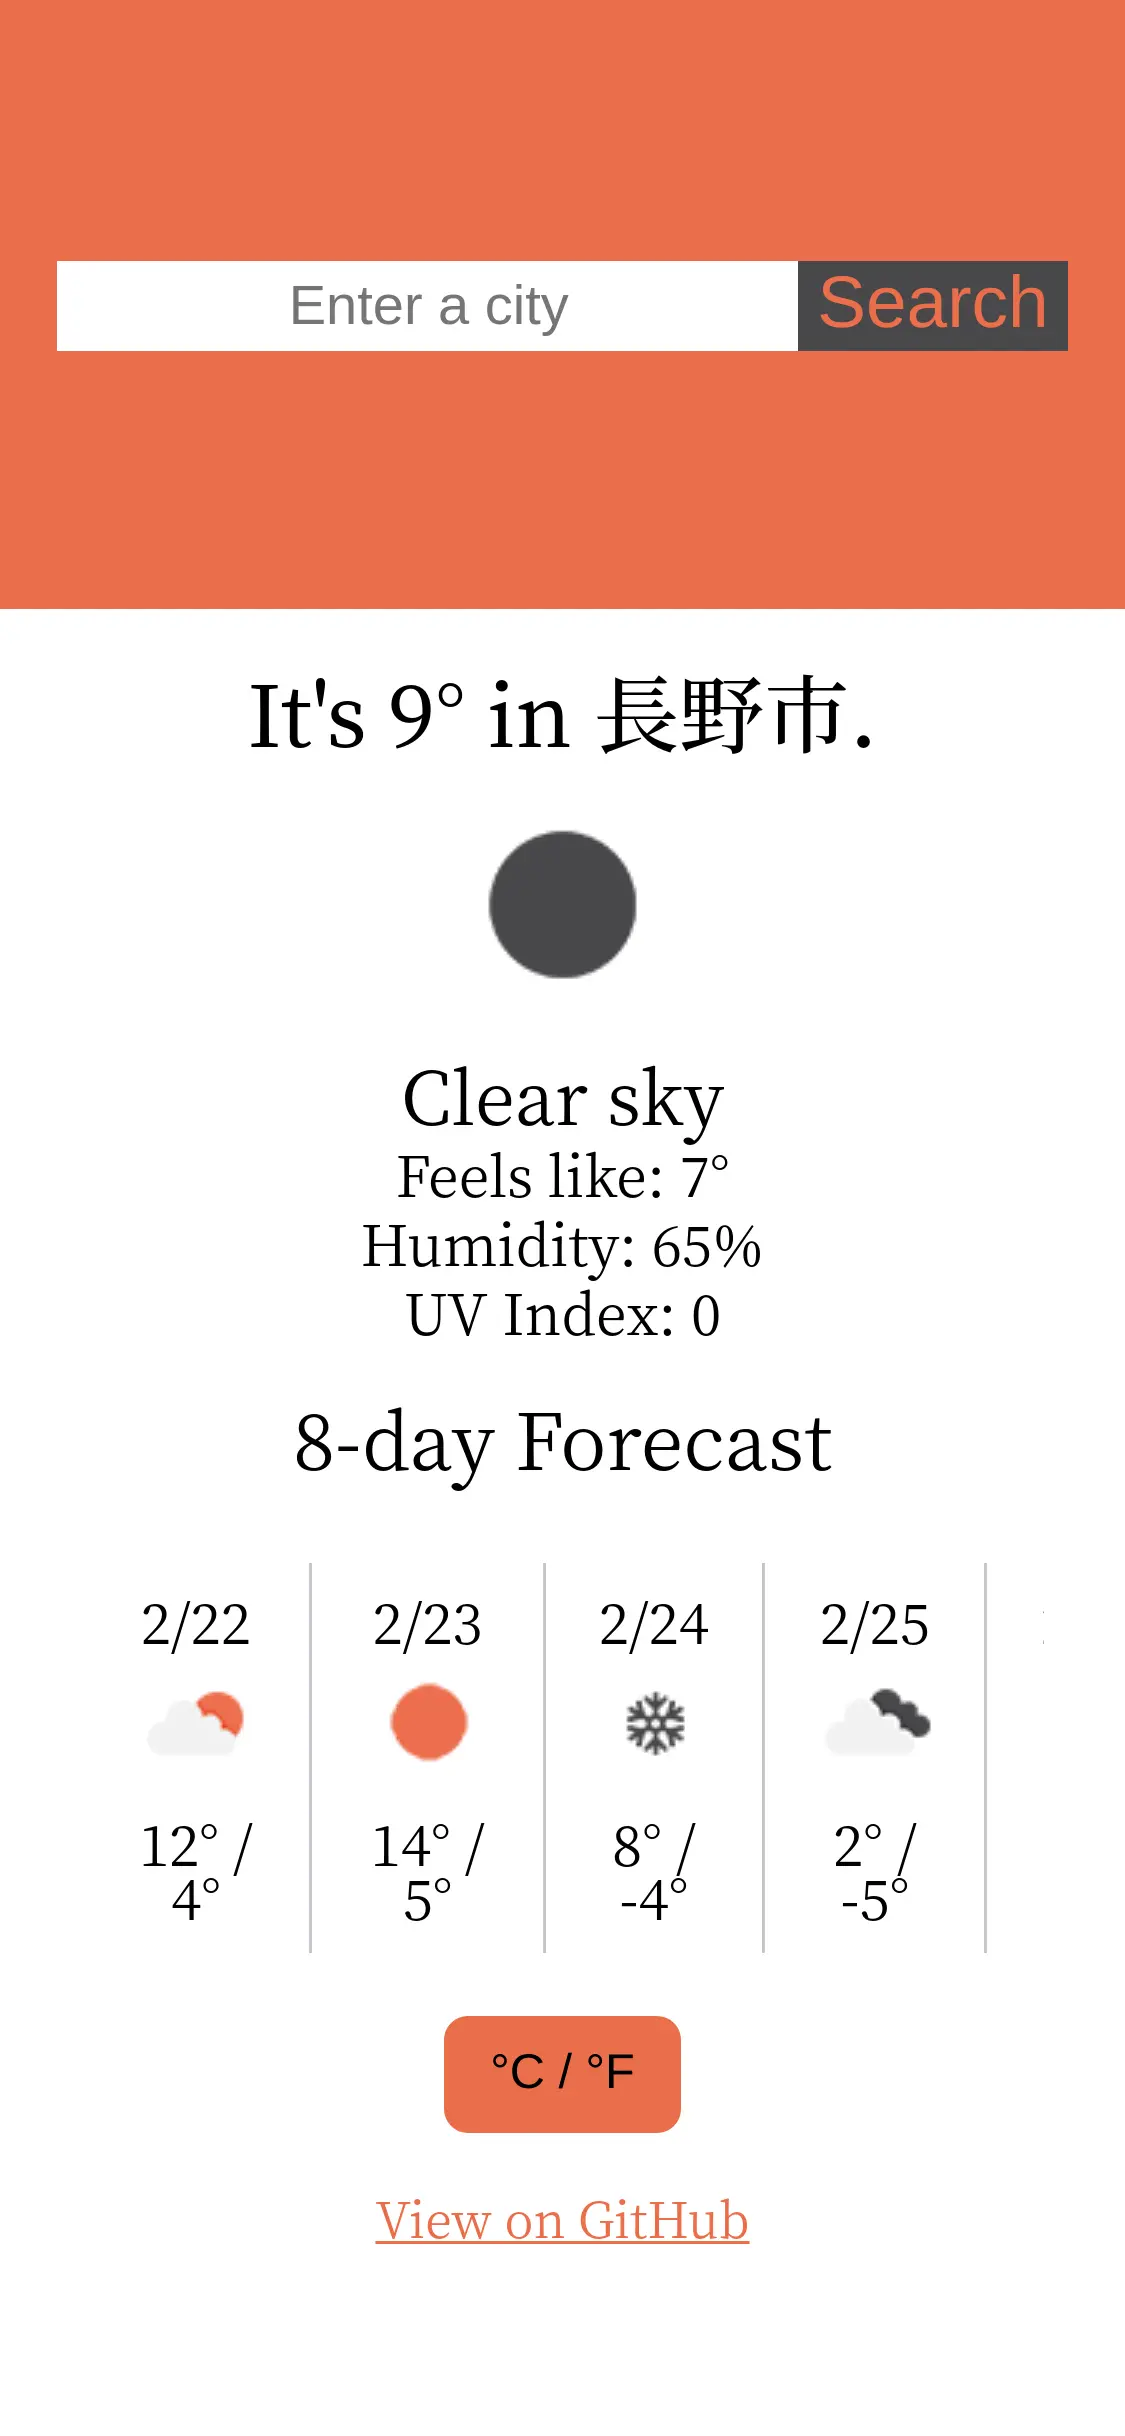 Enter a city
Search
It's 9° in 長野市.
Clear sky
Feels like: 7°
Humidity: 65%
UV Index: 0
8-day Forecast
2/22
12° /
4°
2/23
14° /
5°
2/24
8° /
-4°
2/25
2° /
-5°
°C / °F
View on GitHub